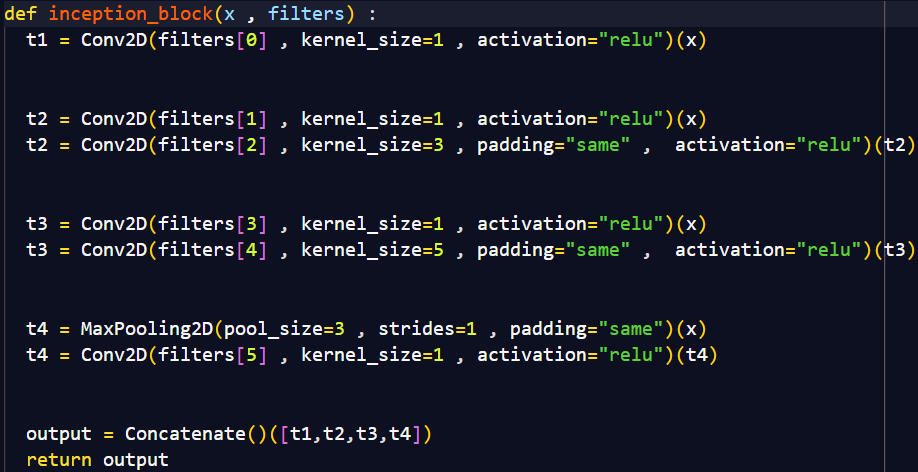 def inception_block(x , filters) :
  t1 = Conv2D(filters[0] , kernel_size=1 , activation="relu")(x)
  t2 = Conv2D(filters[1] , kernel_size=1 , activation="relu")(x)
  t2 = Conv2D(filters[2] , kernel_size=3 , padding="same" ,  activation="relu")(t2)
  t3 = Conv2D(filters[3] , kernel_size=1 , activation="relu")(x)
  t3 = Conv2D(filters[4] , kernel_size=5 , padding="same" ,  activation="relu")(t3)
  t4 = MaxPooling2D(pool_size=3 , strides=1 , padding="same")(x)
  t4 = Conv2D(filters[5] , kernel_size=1 , activation="relu")(t4)
  output = Concatenate()([t1,t2,t3,t4])
  return output